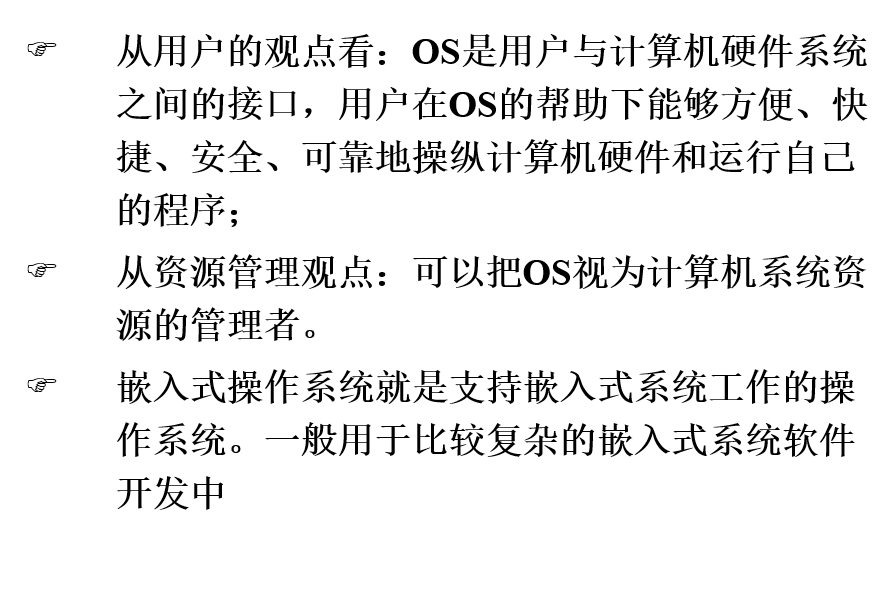 ☞ 从用户的观点看：OS是用户与计算机硬件系统
之间的接口，用户在OS的帮助下能够方便、快
捷、安全、可靠地操纵计算机硬件和运行自己
的程序；
☞ 从资源管理观点：可以把OS视为计算机系统资
源的管理者。
☞ 嵌入式操作系统就是支持嵌入式系统工作的操
作系统。一般用于比较复杂的嵌入式系统软件
开发中